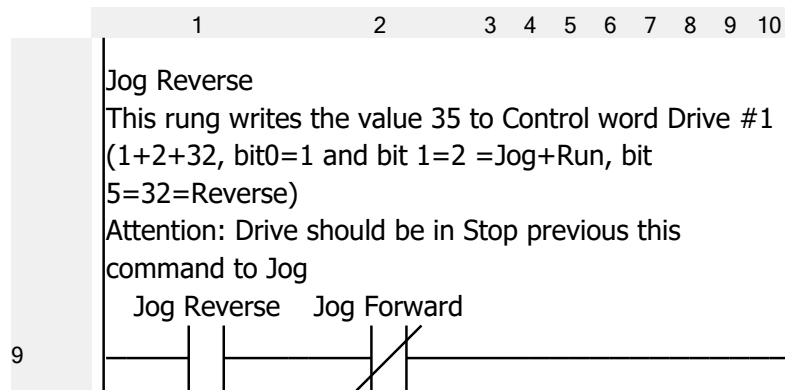 1 2 3 4 5 6 7 8 9 10
Jog Reverse
This rung writes the value 35 to Control word Drive #1
(1+2+32, bit0=1 and bit 1=2 =Jog+Run, bit
5=32=Reverse)
Attention: Drive should be in Stop previous this
command to Jog
Jog Reverse Jog Forward
9